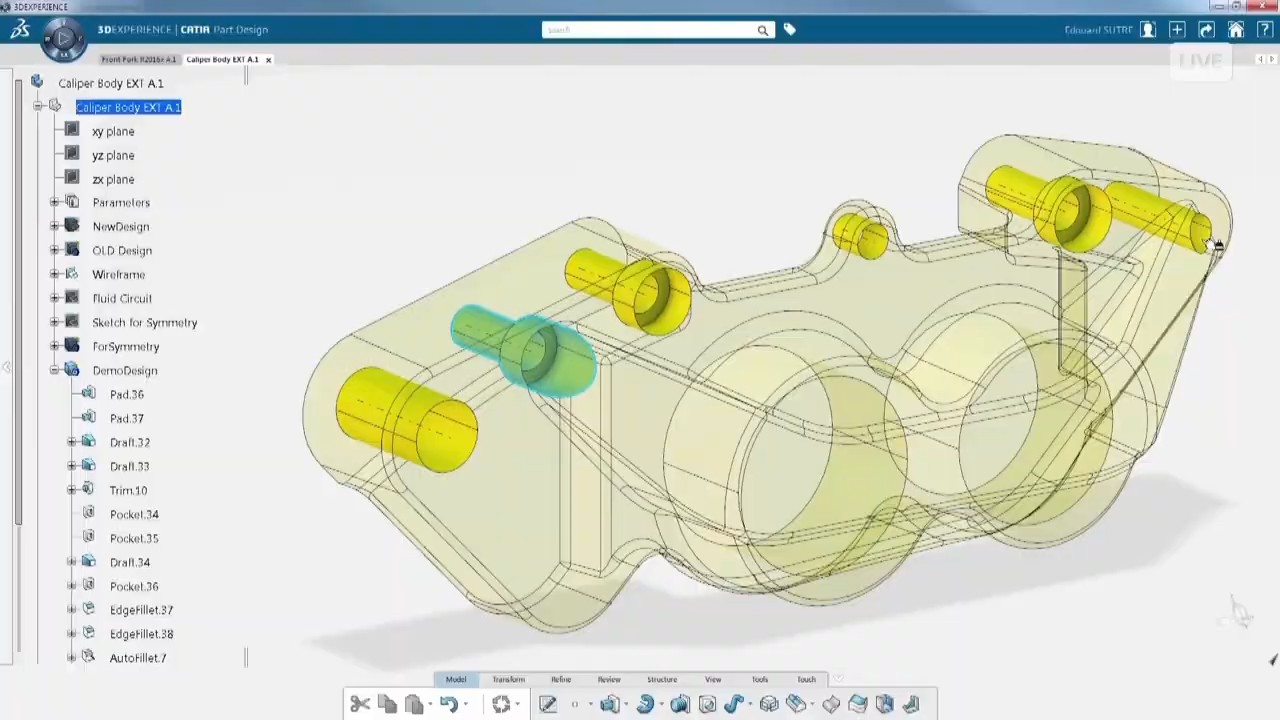 3DEXPERIENCE
3DEXPERIENCE | CATIA Part Design
Search
Edouard SUTRE
Front Fork R2016x A.1
Caliper Body EXT A.1
LIVE
Caliper Body EXT A.1
Caliper Body EXT A.1
xy plane
yz plane
zx plane
Parameters
NewDesign
OLD Design
Wireframe
Fluid Circuit
Sketch for Symmetry
ForSymmetry
DemoDesign
Pad.36
Pad.37
Draft.32
Draft.33
Trim.10
Pocket.34
Pocket.35
Draft.34
Pocket.36
EdgeFillet.37
EdgeFillet.38
AutoFillet.7
Model Transform Refine Review Structure View Tools Touch